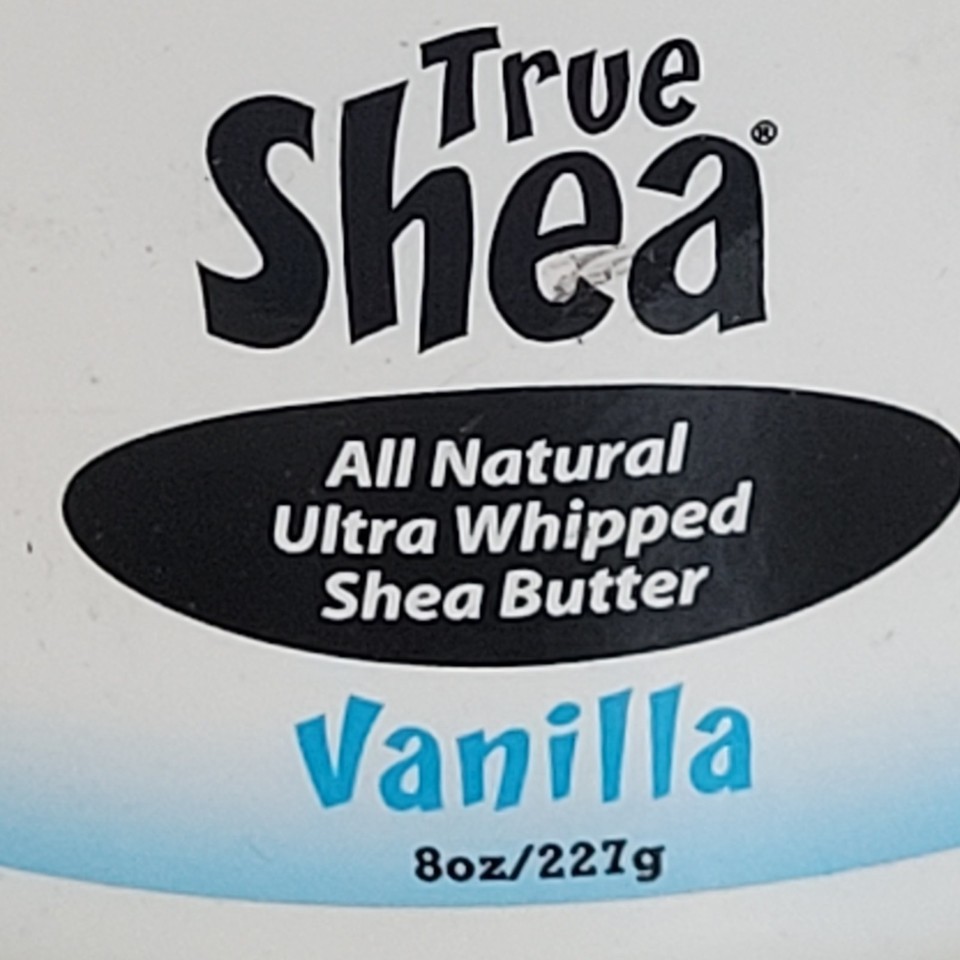 True
Shea®
All Natural
Ultra Whipped
Shea Butter
Vanilla
8oz/227g